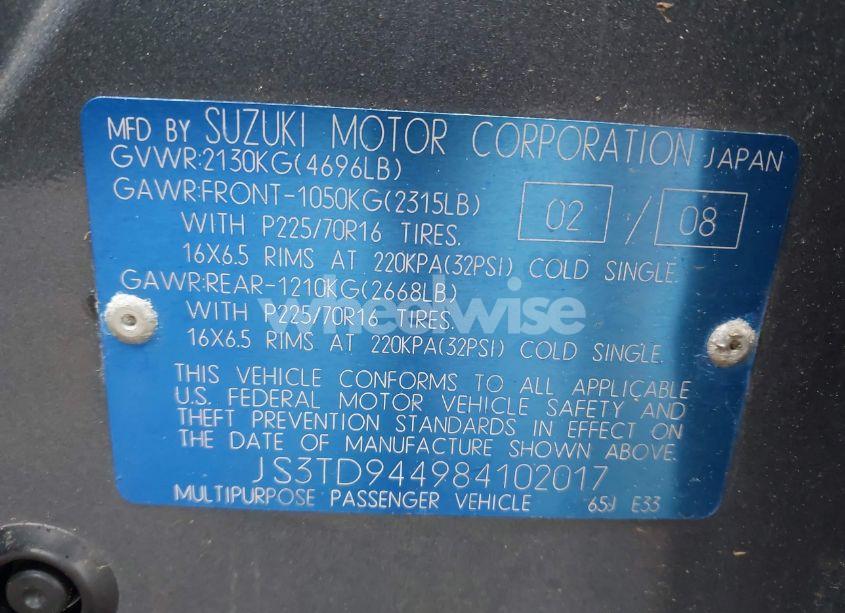 MFD BY SUZUKI MOTOR CORPORATION JAPAN
GVWR:2130KG(4696LB)
GAWR:FRONT-1050KG(2315LB) 02 / 08
WITH P225/70R16 TIRES.
16X6.5 RIMS AT 220KPA(32PSI) COLD SINGLE.
GAWR:REAR-1210KG(2668LB)
WITH P225/70R16 TIRES.
16X6.5 RIMS AT 220KPA(32PSI) COLD SINGLE.
wheelwise
THIS VEHICLE CONFORMS TO ALL APPLICABLE
U.S. FEDERAL MOTOR VEHICLE SAFETY AND
THEFT PREVENTION STANDARDS IN EFFECT ON
THE DATE OF MANUFACTURE SHOWN ABOVE.
JS3TD944984102017
MULTIPURPOSE PASSENGER VEHICLE 65J E33